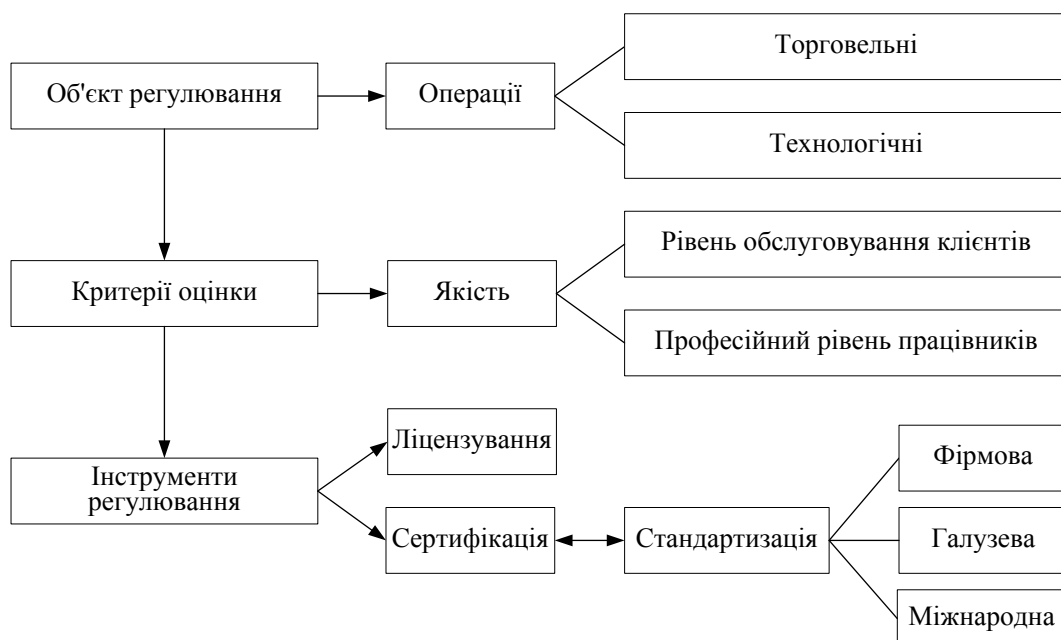 Торговельні
Об'єкт регулювання
Операції
Технологічні
Рівень обслуговування клієнтів
Критерії оцінки
Якість
Професійний рівень працівників
Ліцензування
Фірмова
Інструменти
регулювання
Сертифікація
Стандартизація
Галузева
Міжнародна